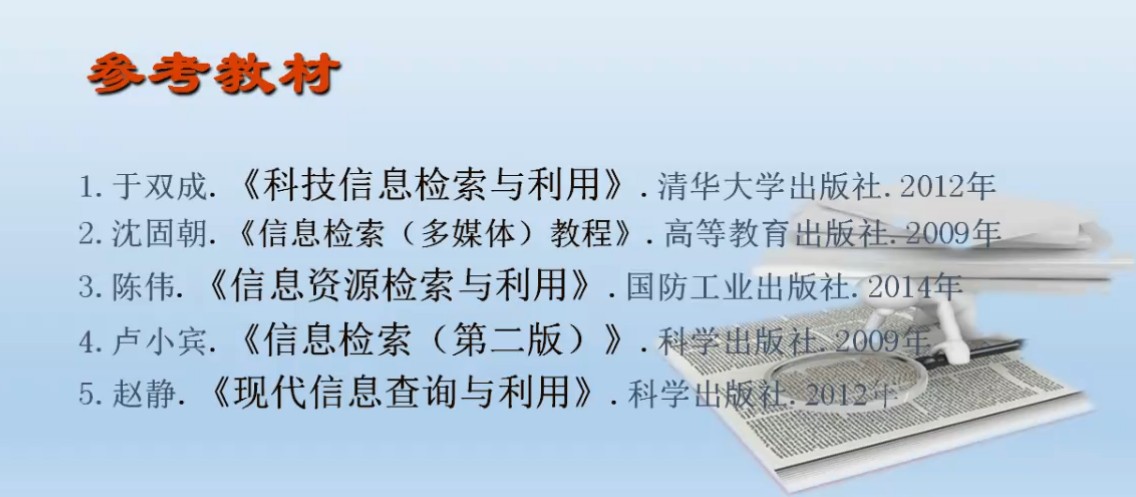 参考教材
1. 于双成. 《科技信息检索与利用》. 清华大学出版社. 2012年
2. 沈固朝. 《信息检索（多媒体）教程》. 高等教育出版社. 2009年
3. 陈伟. 《信息资源检索与利用》. 国防工业出版社. 2014年
4. 卢小宾. 《信息检索（第二版）》. 科学出版社. 2009年
5. 赵静. 《现代信息查询与利用》. 科学出版社. 2012年